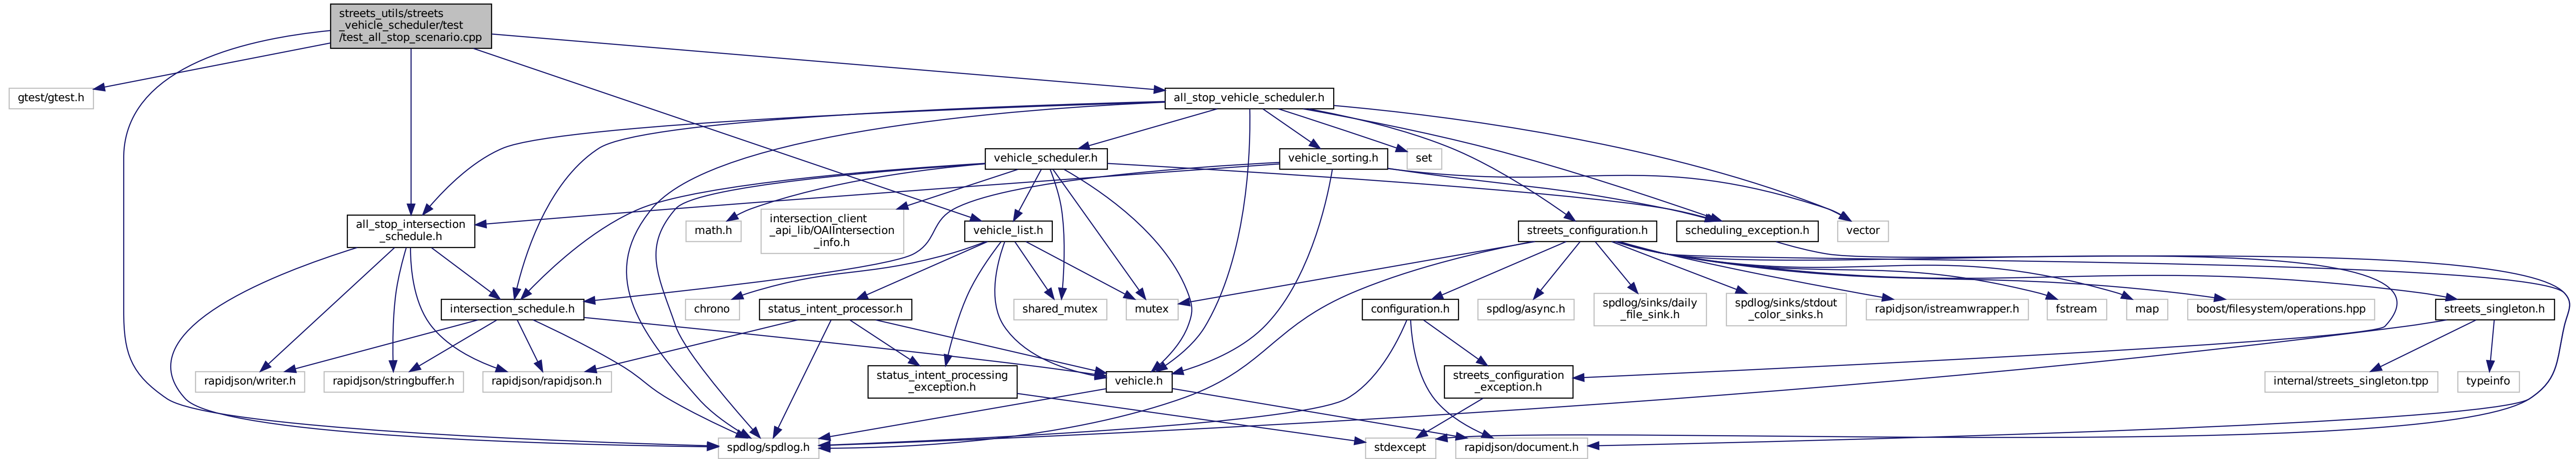 streets_utils/streets
_vehicle_scheduler/test
/test_all_stop_scenario.cpp
gtest/gtest.h
all_stop_vehicle_scheduler.h
vehicle_scheduler.h
vehicle_sorting.h
set
all_stop_intersection
_schedule.h
math.h
intersection_client
_api_lib/OAIIntersection
_info.h
vehicle_list.h
streets_configuration.h
scheduling_exception.h
vector
intersection_schedule.h
chrono
status_intent_processor.h
shared_mutex
mutex
configuration.h
spdlog/async.h
spdlog/sinks/daily
_file_sink.h
spdlog/sinks/stdout
_color_sinks.h
rapidjson/istreamwrapper.h
fstream
map
boost/filesystem/operations.hpp
streets_singleton.h
rapidjson/writer.h
rapidjson/stringbuffer.h
rapidjson/rapidjson.h
status_intent_processing
_exception.h
vehicle.h
streets_configuration
_exception.h
internal/streets_singleton.tpp
typeinfo
spdlog/spdlog.h
stdexcept
rapidjson/document.h